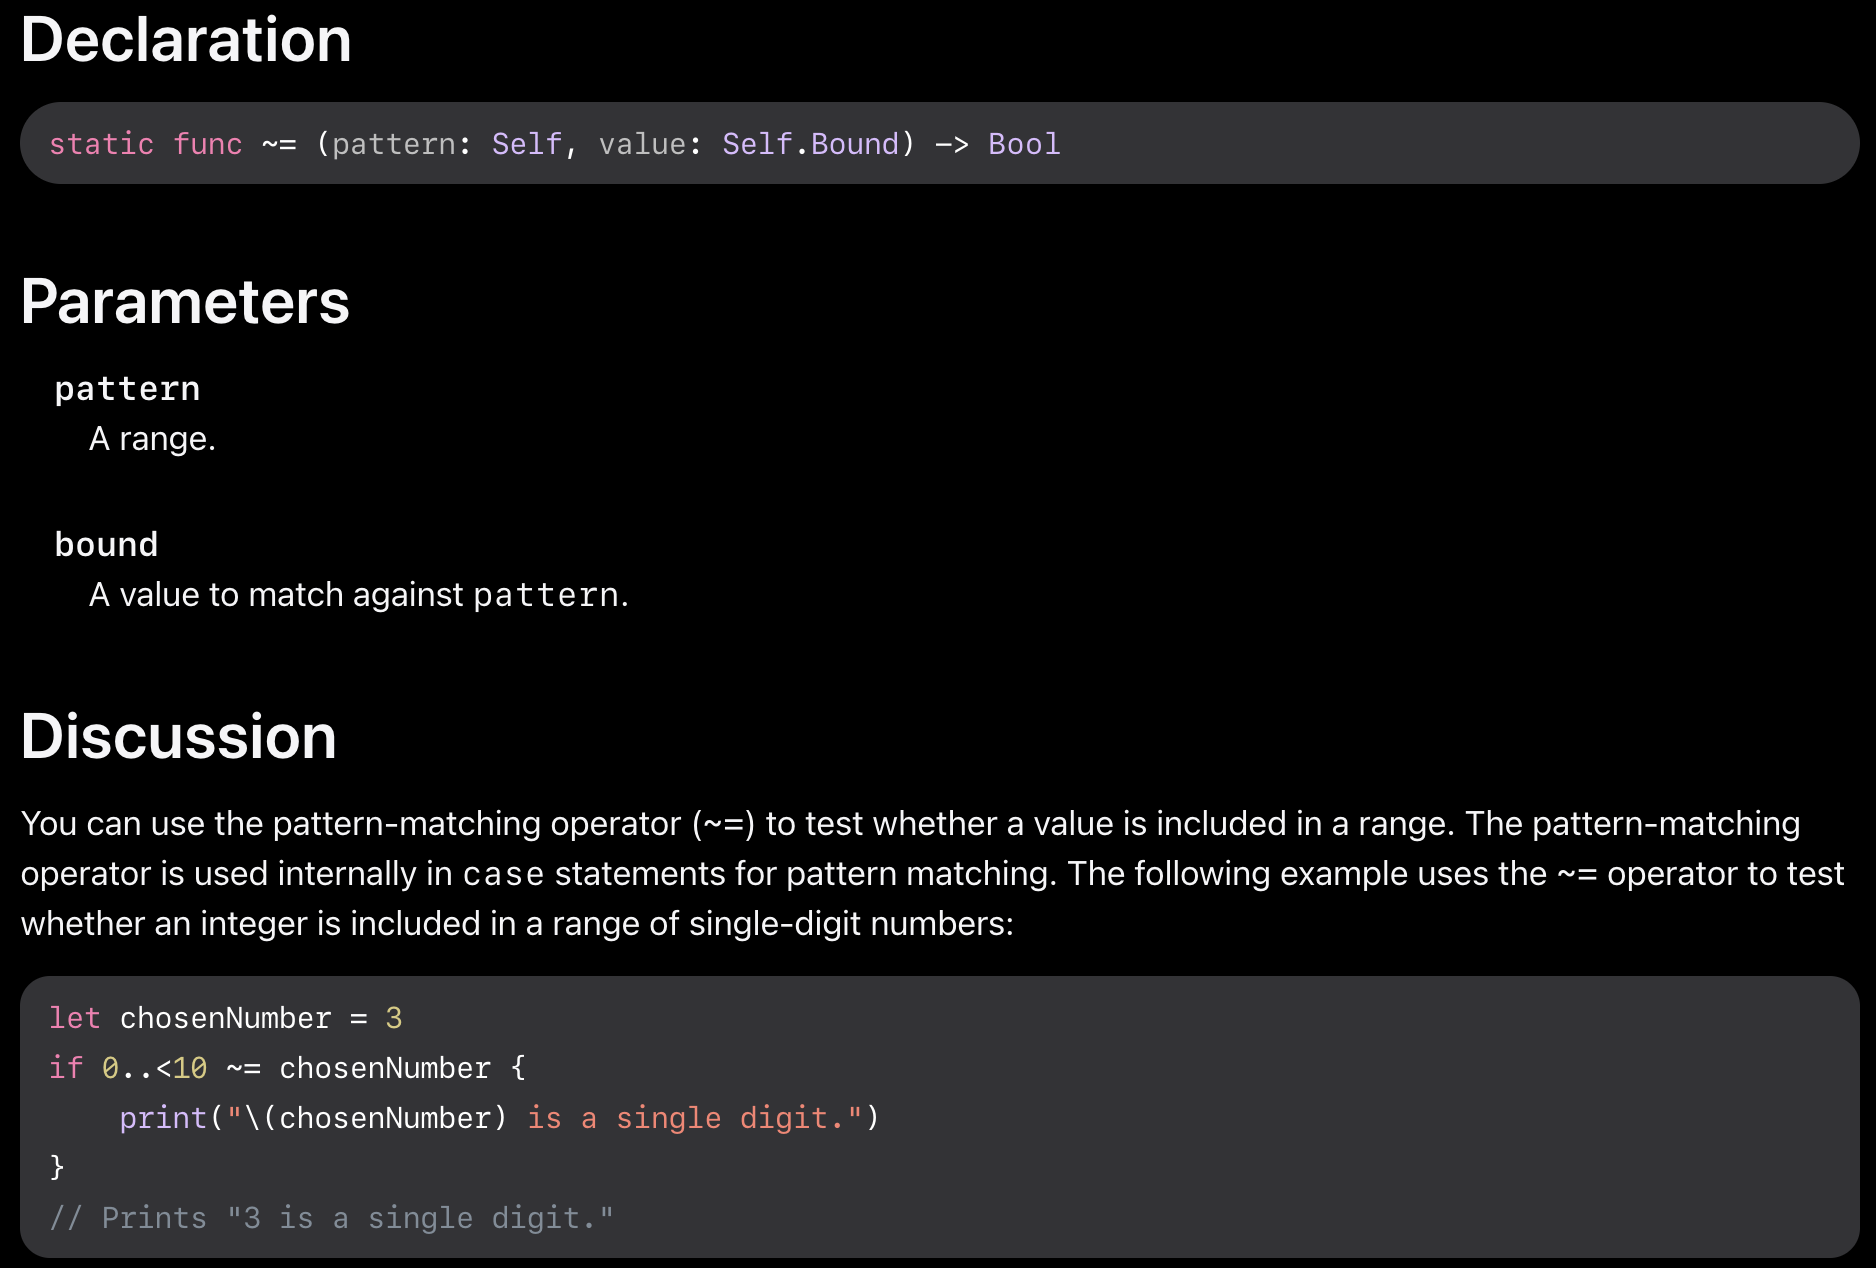 Declaration
static func ~= (pattern: Self, value: Self.Bound) -> Bool
Parameters
pattern
A range.
bound
A value to match against pattern.
Discussion
You can use the pattern-matching operator (~=) to test whether a value is included in a range. The pattern-matching
operator is used internally in case statements for pattern matching. The following example uses the ~= operator to test
whether an integer is included in a range of single-digit numbers:
let chosenNumber = 3
if 0..<10 ~= chosenNumber {
    print("\(chosenNumber) is a single digit.")
}
// Prints "3 is a single digit."